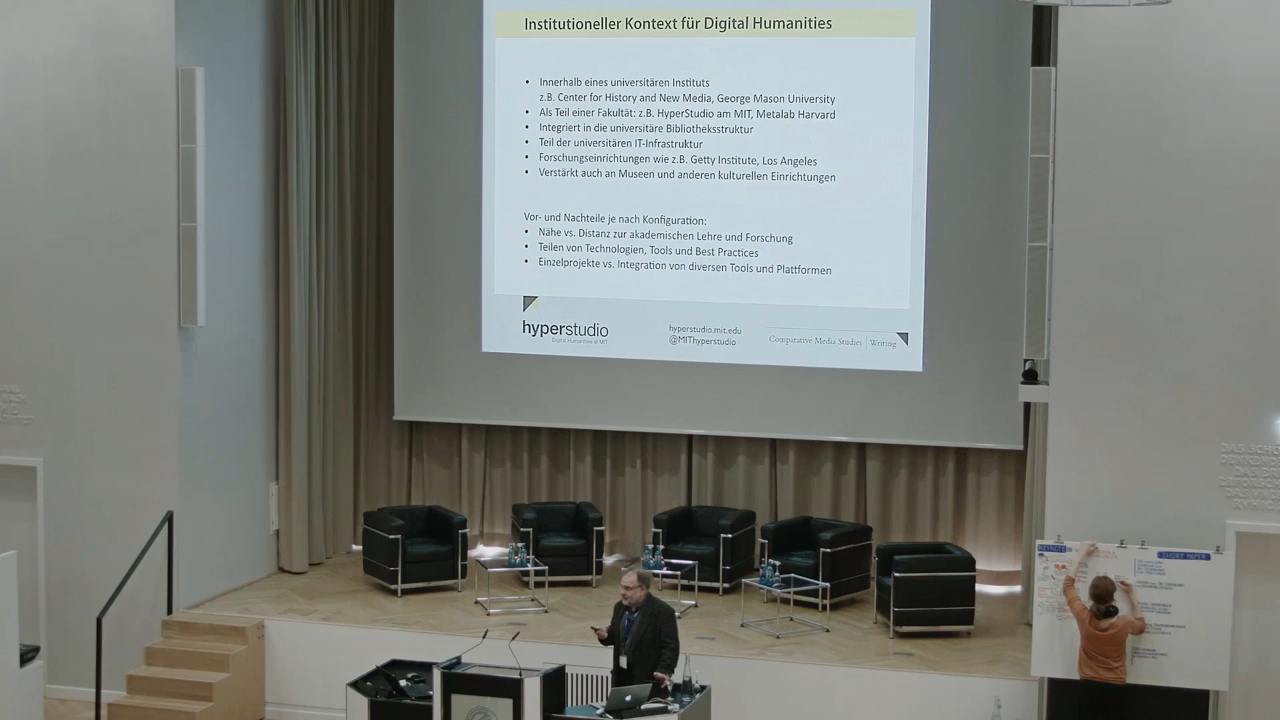 Institutioneller Kontext für Digital Humanities
• Innerhalb eines universitären Instituts
z.B. Center for History and New Media, George Mason University
• Als Teil einer Fakultät: z.B. HyperStudio am MIT, Metalab Harvard
• Integriert in die universitäre Bibliotheksstruktur
• Teil der universitären IT-Infrastruktur
• Forschungseinrichtungen wie z.B. Getty Institute, Los Angeles
• Verstärkt auch an Museen und anderen kulturellen Einrichtungen
Vor- und Nachteile je nach Konfiguration:
• Nähe vs. Distanz zur akademischen Lehre und Forschung
• Teilen von Technologien, Tools und Best Practices
• Einzelprojekte vs. Integration von diversen Tools und Plattformen
hyperstudio
Digital Humanities at MIT
hyperstudio.mit.edu
@MIThyperstudio
Comparative Media Studies | Writing
KEYNOTE
SHORT PAPER